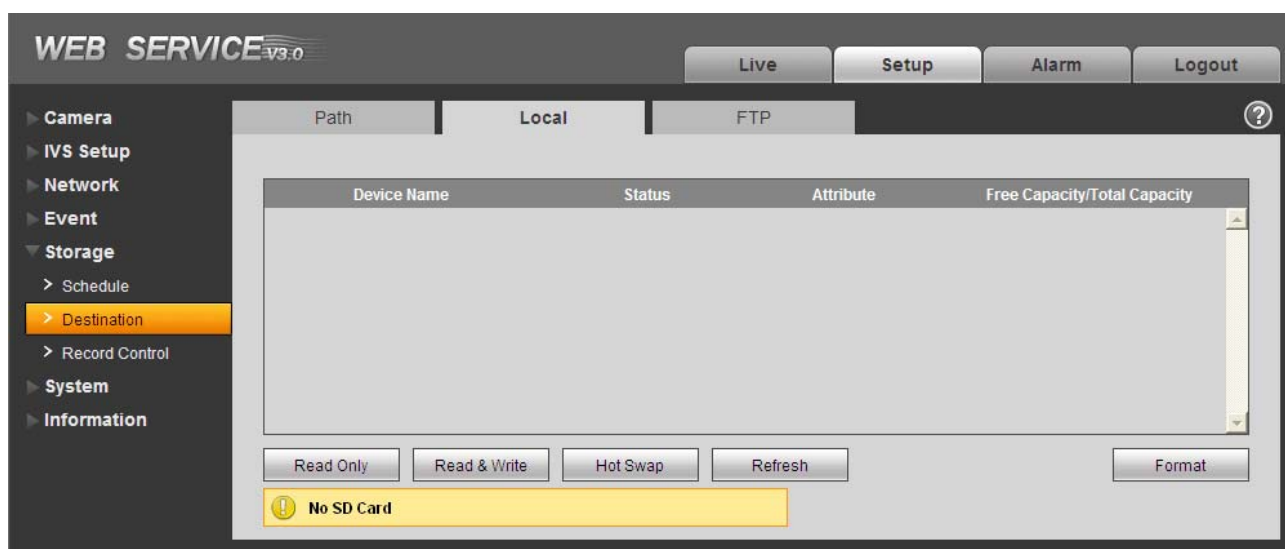 WEB SERVICE V3.0
Live Setup Alarm Logout
Path Local FTP
Camera
IVS Setup
Network
Event
Storage
> Schedule
> Destination
> Record Control
System
Information
Device Name Status Attribute Free Capacity/Total Capacity
Read Only Read & Write Hot Swap Refresh Format
No SD Card